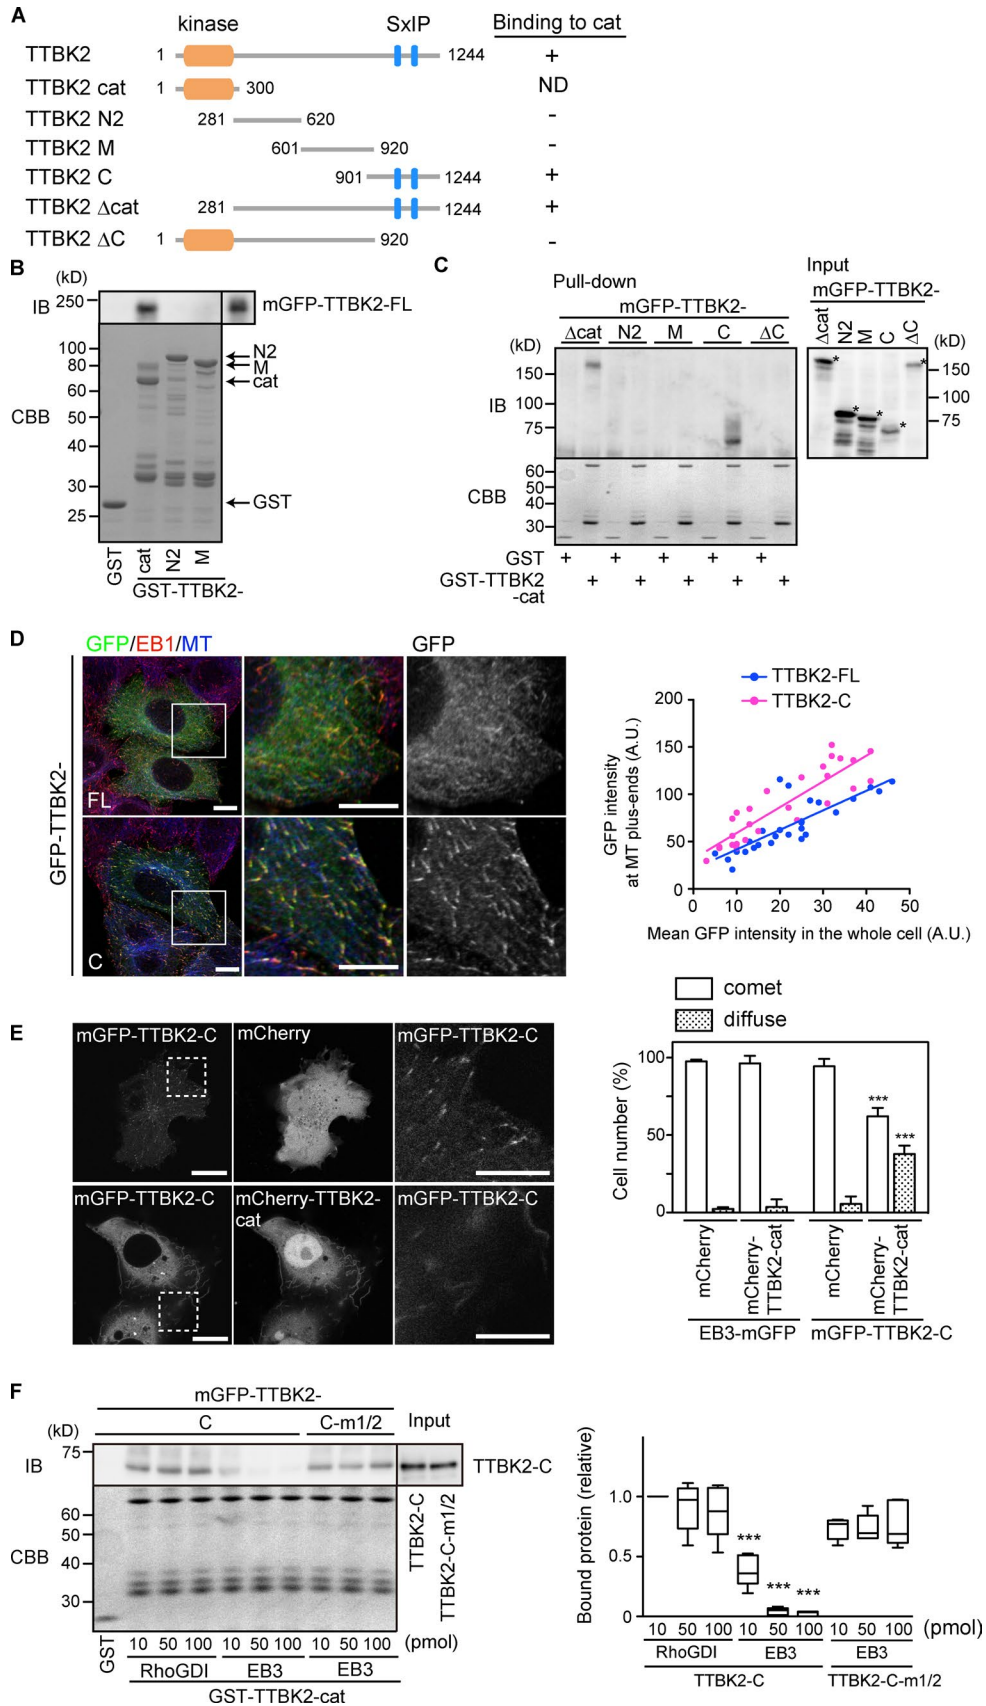 A
kinase SxIP Binding to cat
TTBK2 1 1244 +
TTBK2 cat 1 300 ND
TTBK2 N2 281 620 -
TTBK2 M 601 920 -
TTBK2 C 901 1244 +
TTBK2 Δcat 281 1244 +
TTBK2 ΔC 1 920 -
B
(kD)
IB 250 mGFP-TTBK2-FL
100
80
60
50
40
30
25
CBB
N2
M
cat
GST
GST cat N2 M
GST-TTBK2-
C
Pull-down
mGFP-TTBK2-
Δcat N2 M C ΔC
(kD)
150
100
75
IB
60
50
40
30
CBB
GST + + + + +
GST-TTBK2
-cat + + + + +
Input
mGFP-TTBK2-
Δcat N2 M C ΔC
(kD)
* * * * *
150
100
75
D
GFP/EB1/MT GFP
GFP-TTBK2-
FL
C
TTBK2-FL
TTBK2-C
GFP intensity
at MT plus-ends (A.U.)
200
150
100
50
0
0 10 20 30 40 50
Mean GFP intensity in the whole cell (A.U.)
E
mGFP-TTBK2-C mCherry mGFP-TTBK2-C
mGFP-TTBK2-C mCherry-TTBK2-
cat mGFP-TTBK2-C
comet
diffuse
Cell number (%)
100
50
0
***
***
mCherry
mCherry-
TTBK2-cat
mCherry
mCherry-
TTBK2-cat
EB3-mGFP mGFP-TTBK2-C
F
mGFP-TTBK2-
C C-m1/2 Input
(kD)
75
IB TTBK2-C
60
50
40
30
CBB
TTBK2-C
TTBK2-C-m1/2
GST
10 50 100 10 50 100 10 50 100 (pmol)
RhoGDI EB3 EB3
GST-TTBK2-cat
Bound protein (relative)
1.0
0.5
0
***
***
***
10 50 100 10 50 100 10 50 100 (pmol)
RhoGDI EB3 EB3
TTBK2-C TTBK2-C-m1/2